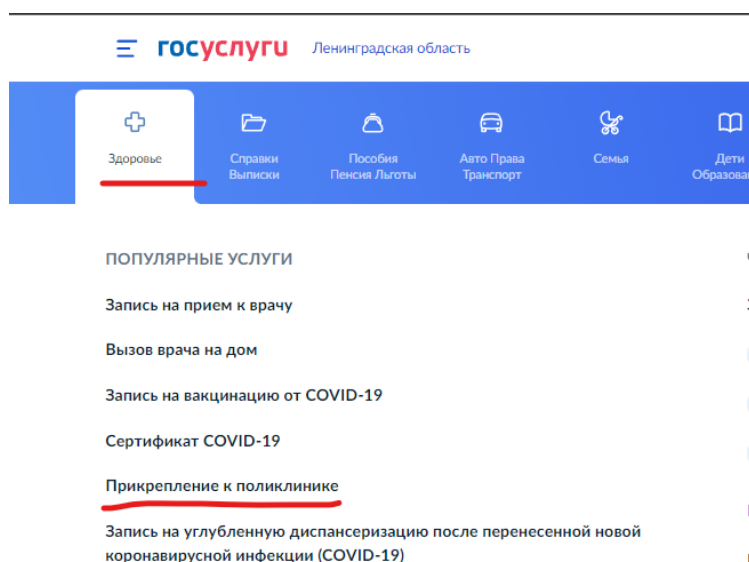 госуслуги Ленинградская область
Здоровье
Справки
Выписки
Пособия
Пенсия Льготы
Авто Права
Транспорт
Семья
Дети
ПОПУЛЯРНЫЕ УСЛУГИ
Запись на прием к врачу
Вызов врача на дом
Запись на вакцинацию от COVID-19
Сертификат COVID-19
Прикрепление к поликлинике
Запись на углубленную диспансеризацию после перенесенной новой
коронавирусной инфекции (COVID-19)